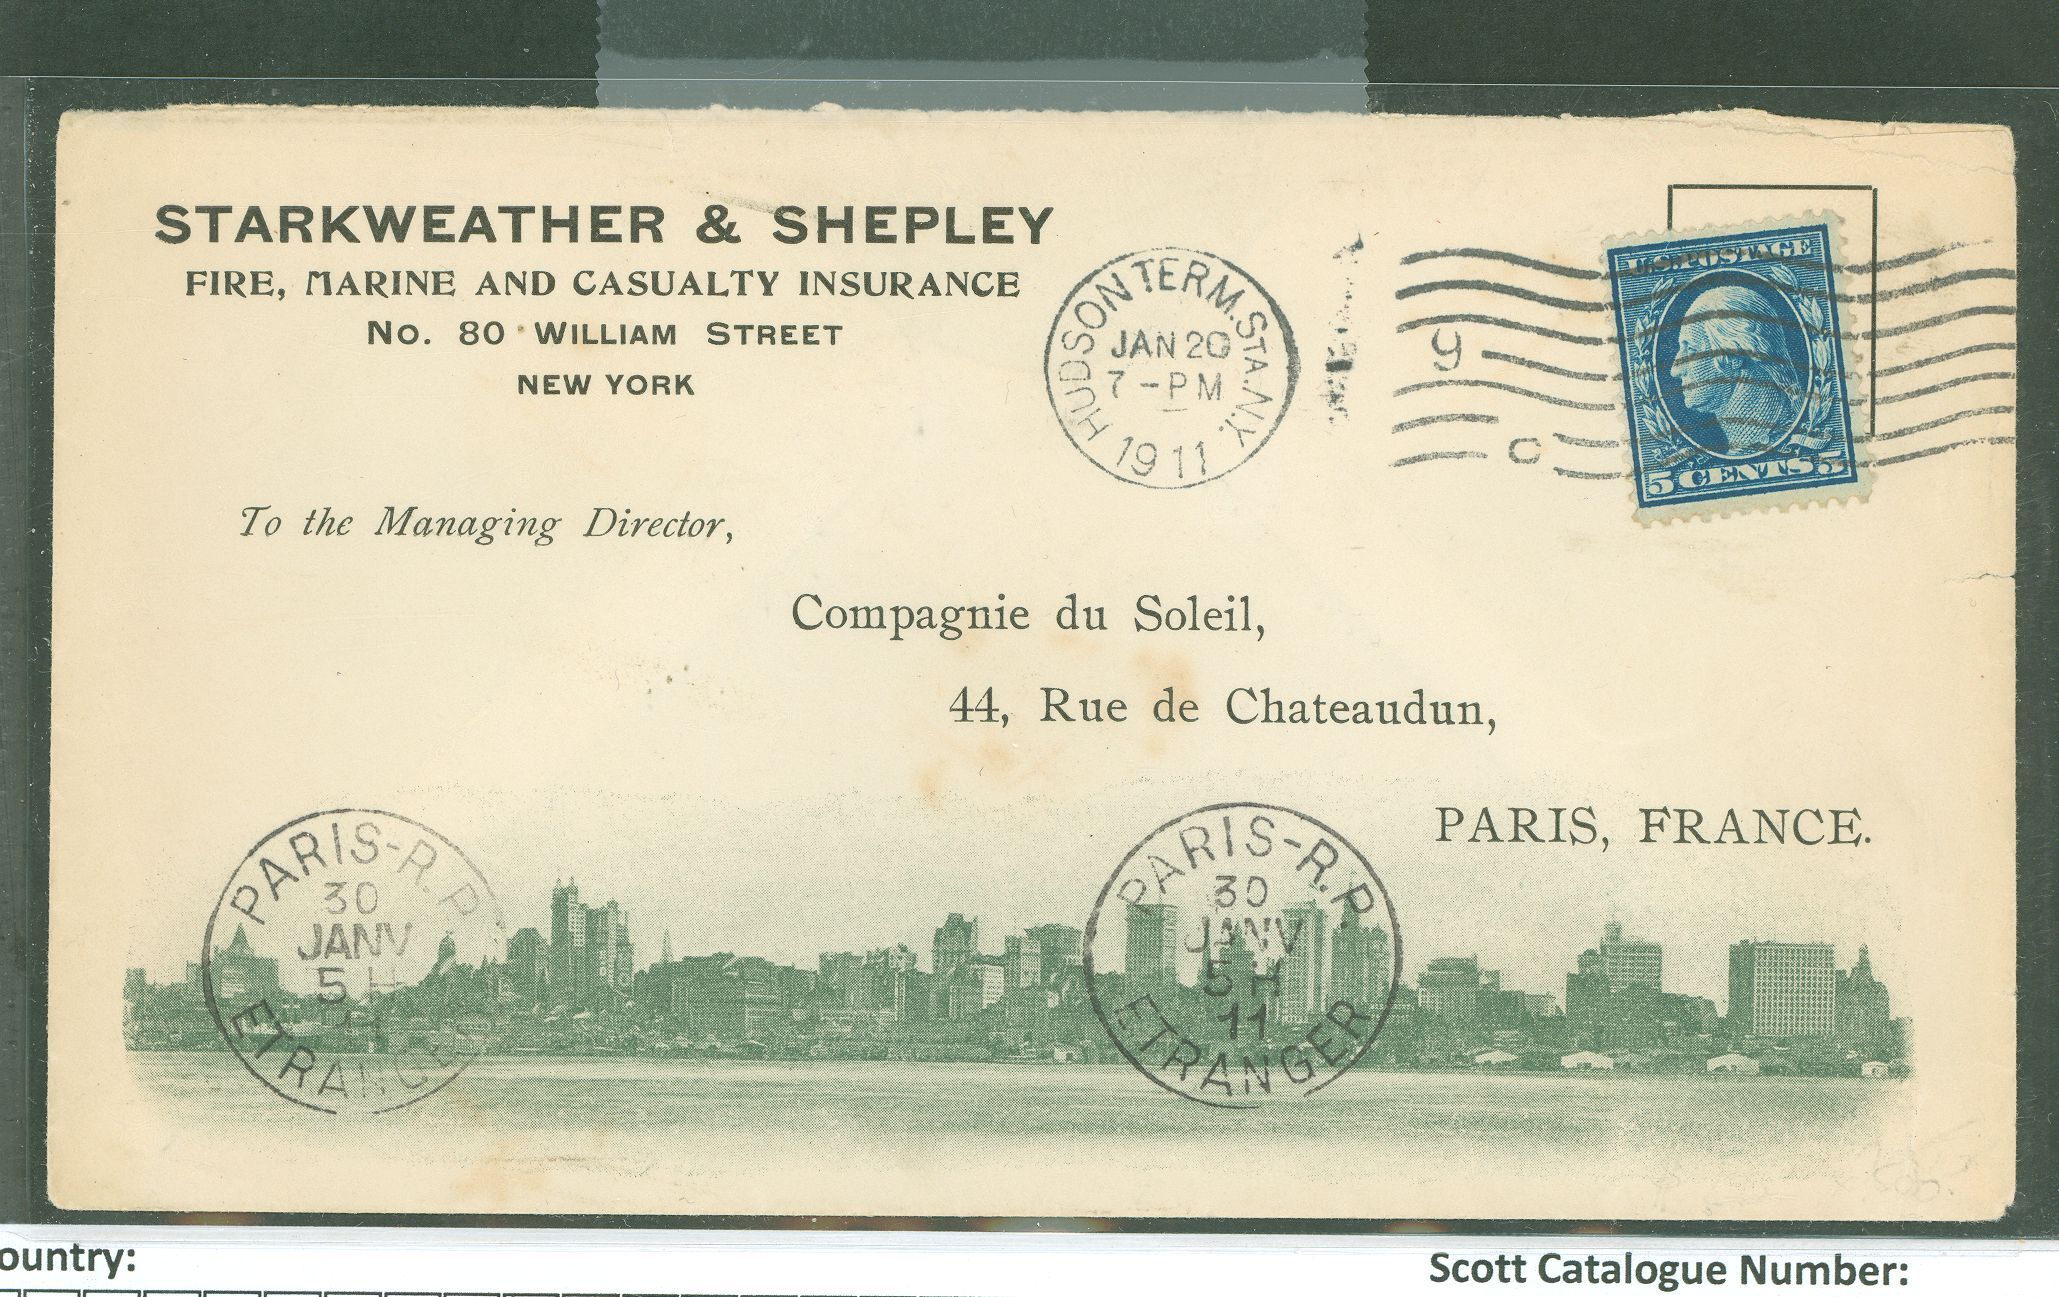 STARKWEATHER & SHEPLEY
FIRE, MARINE AND CASUALTY INSURANCE
No. 80 WILLIAM STREET
NEW YORK
HUDSON TERM. STA. N.Y.
JAN 20
7 - PM
1911
y
c
U.S. POSTAGE
5 CENTS 5
To the Managing Director,
Compagnie du Soleil,
44, Rue de Chateaudun,
PARIS, FRANCE.
PARIS-R.P.
30
JANV
5 H
11
ETRANGER
PARIS-R.P.
30
JANV
5 H
11
ETRANGER
ountry:
Scott Catalogue Number: